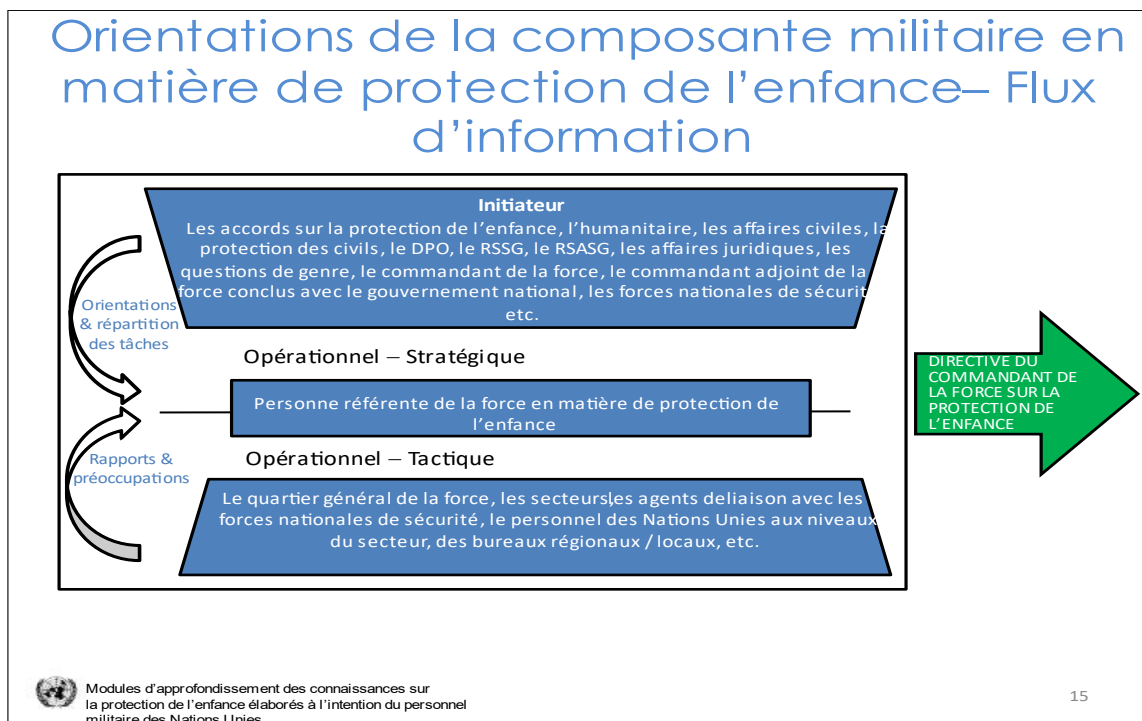 Orientations de la composante militaire en
matière de protection de l’enfance– Flux
d’information
Initiateur
Les accords sur la protection de l’enfance, l’humanitaire, les affaires civiles, la
protection des civils, le DPO, le RSSG, le RSASG, les affaires juridiques, les
questions de genre, le commandant de la force, le commandant adjoint de la
force conclus avec le gouvernement national, les forces nationales de sécurit
etc.
Orientations
& répartition
des tâches
Opérationnel – Stratégique
Personne référente de la force en matière de protection de
l’enfance
Opérationnel – Tactique
Rapports &
préoccupations
Le quartier général de la force, les secteurs,les agents deliaison avec les
forces nationales de sécurité, le personnel des Nations Unies aux niveaux
du secteur, des bureaux régionaux / locaux, etc.
DIRECTIVE DU
COMMANDANT DE
LA FORCE SUR LA
PROTECTION DE
L’ENFANCE
Modules d’approfondissement des connaissances sur
la protection de l’enfance élaborés à l’intention du personnel
militaire des Nations Unies
15